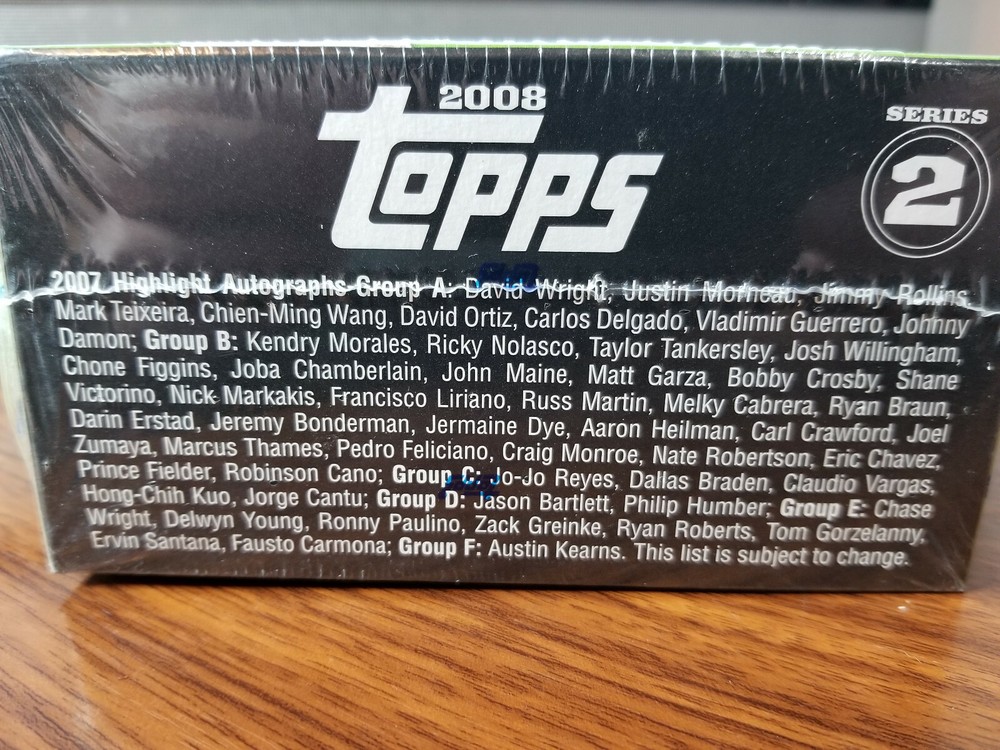 2008
topps
SERIES
2
2007 Highlight Autographs Group A: David Wright, Justin Morneau, Jimmy Rollins,
Mark Teixeira, Chien-Ming Wang, David Ortiz, Carlos Delgado, Vladimir Guerrero, Johnny
Damon; Group B: Kendry Morales, Ricky Nolasco, Taylor Tankersley, Josh Willingham,
Chone Figgins, Joba Chamberlain, John Maine, Matt Garza, Bobby Crosby, Shane
Victorino, Nick Markakis, Francisco Liriano, Russ Martin, Melky Cabrera, Ryan Braun,
Darin Erstad, Jeremy Bonderman, Jermaine Dye, Aaron Heilman, Carl Crawford, Joel
Zumaya, Marcus Thames, Pedro Feliciano, Craig Monroe, Nate Robertson, Eric Chavez,
Prince Fielder, Robinson Cano; Group C: Jo-Jo Reyes, Dallas Braden, Claudio Vargas,
Hong-Chih Kuo, Jorge Cantu; Group D: Jason Bartlett, Philip Humber; Group E: Chase
Wright, Delwyn Young, Ronny Paulino, Zack Greinke, Ryan Roberts, Tom Gorzelanny,
Ervin Santana, Fausto Carmona; Group F: Austin Kearns. This list is subject to change.